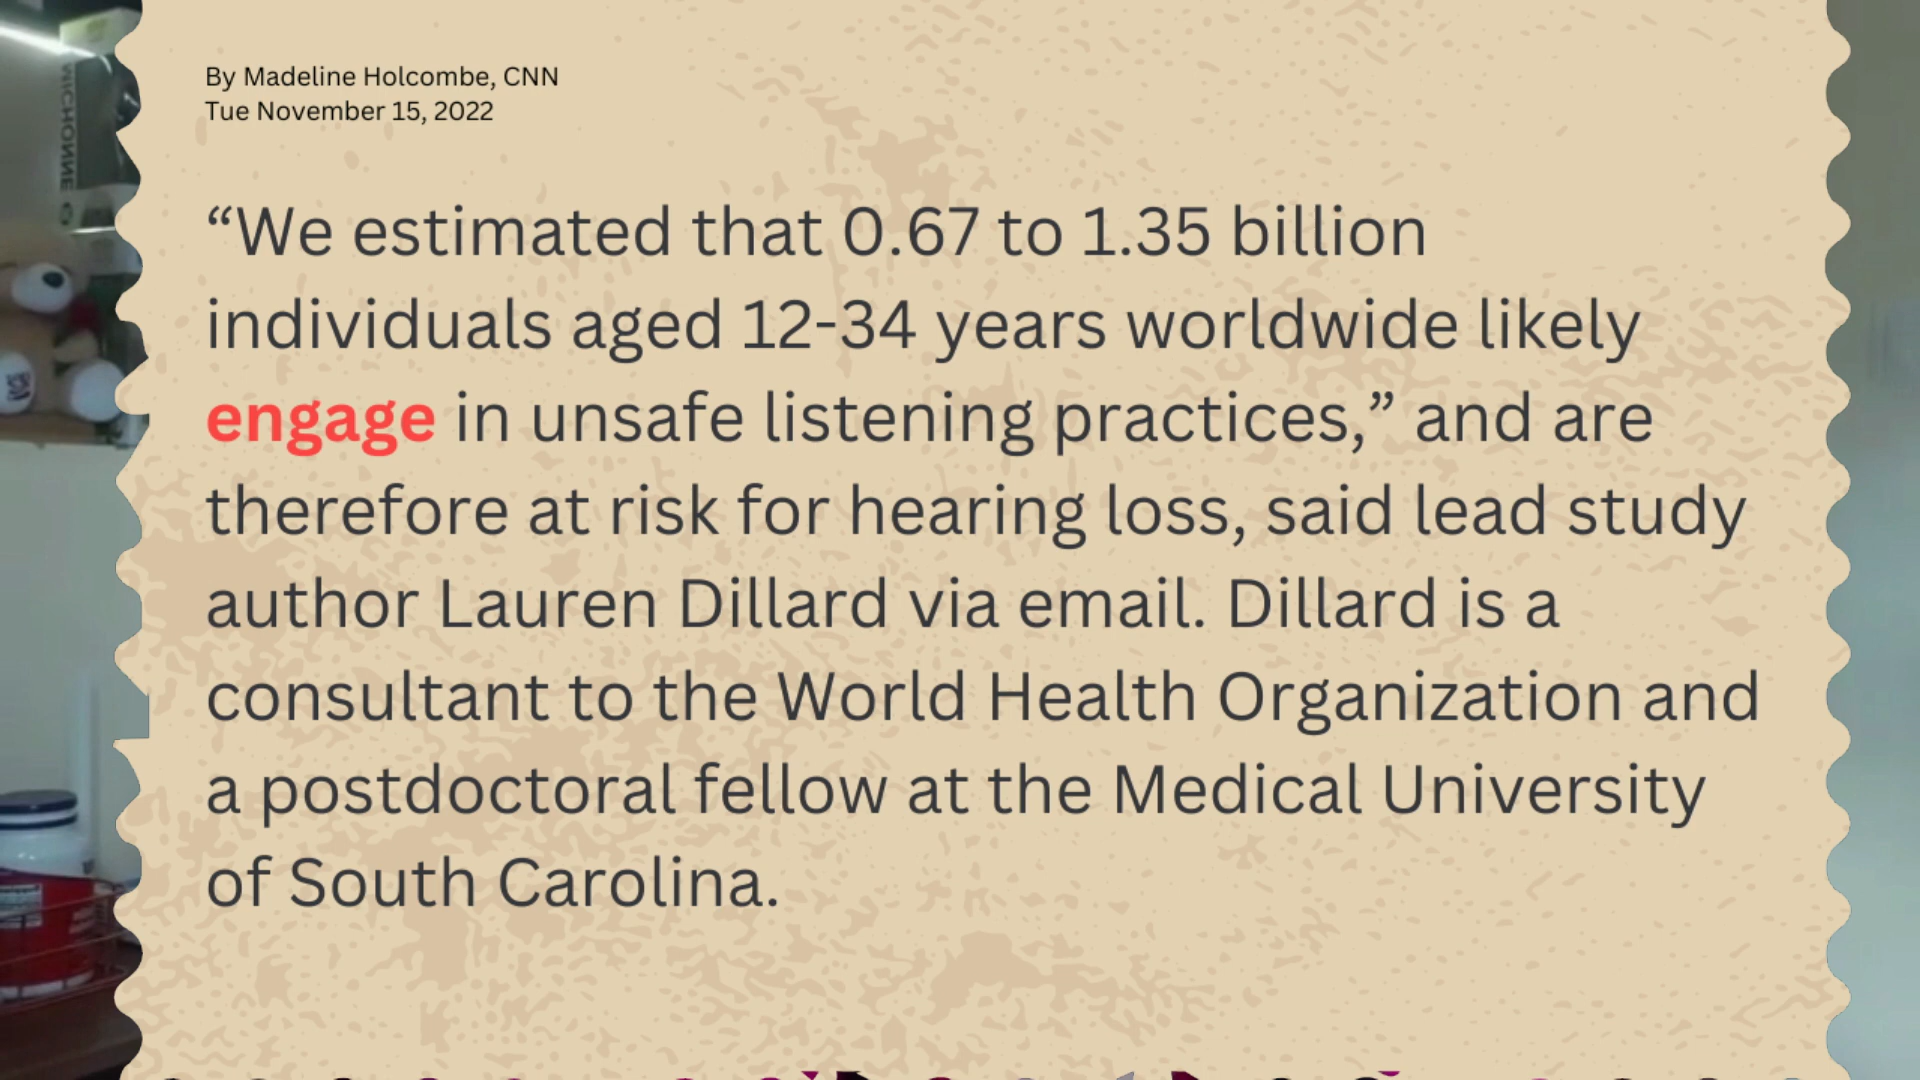 By Madeline Holcombe, CNN
Tue November 15, 2022
“We estimated that 0.67 to 1.35 billion
individuals aged 12-34 years worldwide likely
engage in unsafe listening practices,” and are
therefore at risk for hearing loss, said lead study
author Lauren Dillard via email. Dillard is a
consultant to the World Health Organization and
a postdoctoral fellow at the Medical University
of South Carolina.
MICHONNE